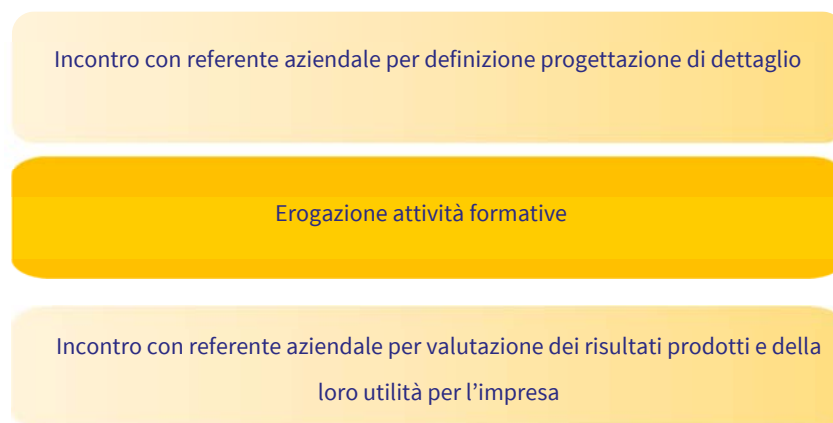 Incontro con referente aziendale per definizione progettazione di dettaglio
Erogazione attività formative
Incontro con referente aziendale per valutazione dei risultati prodotti e della
loro utilità per l’impresa